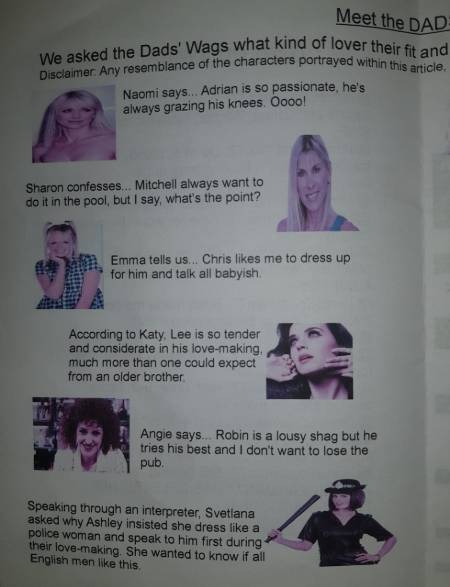 Meet the DAD
We asked the Dads' Wags what kind of lover their fit and
Disclaimer: Any resemblance of the characters portrayed within this article,
Naomi says... Adrian is so passionate, he's
always grazing his knees. Oooo!
Sharon confesses... Mitchell always want to
do it in the pool, but I say, what's the point?
Emma tells us... Chris likes me to dress up
for him and talk all babyish.
According to Katy, Lee is so tender
and considerate in his love-making,
much more than one could expect
from an older brother.
Angie says... Robin is a lousy shag but he
tries his best and I don't want to lose the
pub.
Speaking through an interpreter, Svetlana
asked why Ashley insisted she dress like a
police woman and speak to him first during
their love-making. She wanted to know if all
English men like this.